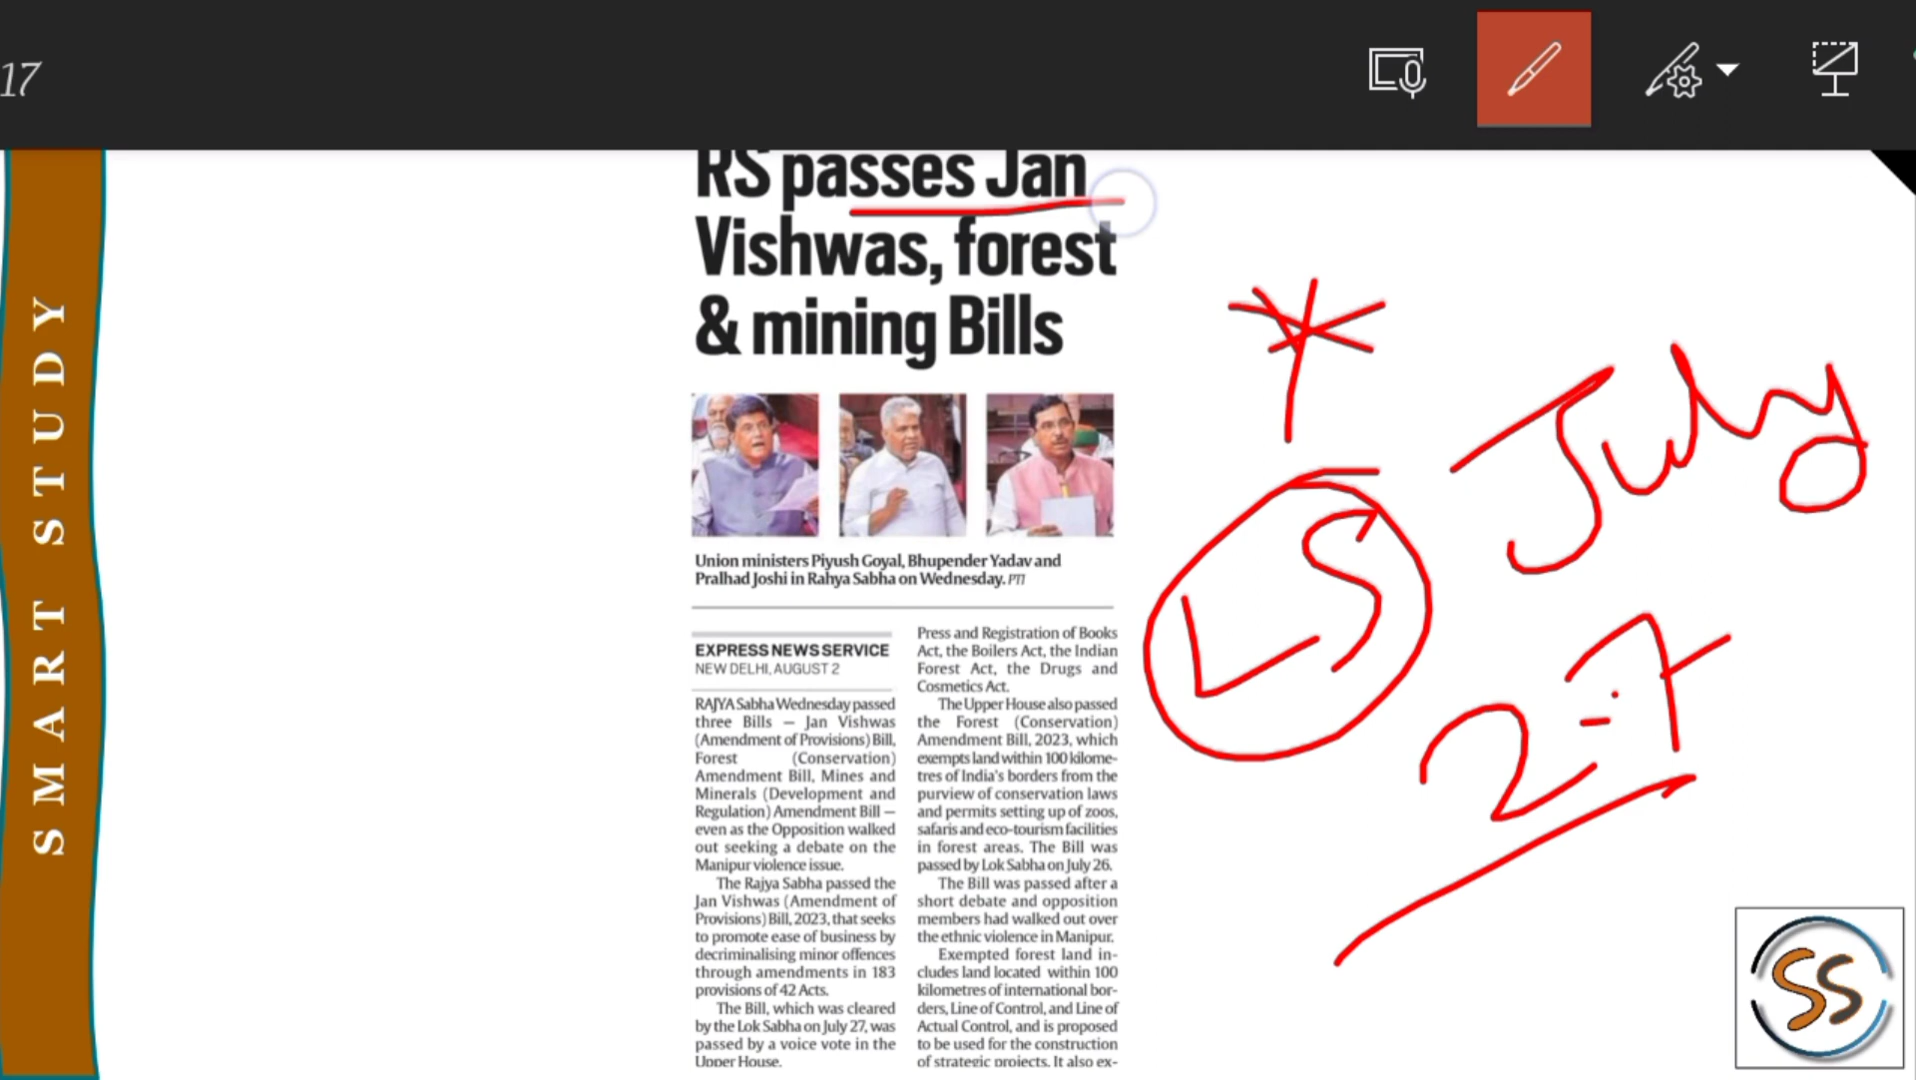 17
SMART STUDY
RS passes Jan
Vishwas, forest
& mining Bills
Union ministers Piyush Goyal, Bhupender Yadav and
Pralhad Joshi in Rahya Sabha on Wednesday. PTI
EXPRESS NEWS SERVICE
NEW DELHI, AUGUST 2
RAJYA Sabha Wednesday passed
three Bills — Jan Vishwas
(Amendment of Provisions) Bill,
Forest (Conservation)
Amendment Bill, Mines and
Minerals (Development and
Regulation) Amendment Bill —
even as the Opposition walked
out seeking a debate on the
Manipur violence issue.
The Rajya Sabha passed the
Jan Vishwas (Amendment of
Provisions) Bill, 2023, that seeks
to promote ease of business by
decriminalising minor offences
through amendments in 183
provisions of 42 Acts.
The Bill, which was cleared
by the Lok Sabha on July 27, was
passed by a voice vote in the
Upper House.
Press and Registration of Books
Act, the Boilers Act, the Indian
Forest Act, the Drugs and
Cosmetics Act.
The Upper House also passed
the Forest (Conservation)
Amendment Bill, 2023, which
exempts land within 100 kilome-
tres of India's borders from the
purview of conservation laws
and permits setting up of zoos,
safaris and eco-tourism facilities
in forest areas. The Bill was
passed by Lok Sabha on July 26.
The Bill was passed after a
short debate and opposition
members had walked out over
the ethnic violence in Manipur.
Exempted forest land in-
cludes land located within 100
kilometres of international bor-
ders, Line of Control, and Line of
Actual Control, and is proposed
to be used for the construction
of strategic projects. It also ex-
LS
July
27
SS